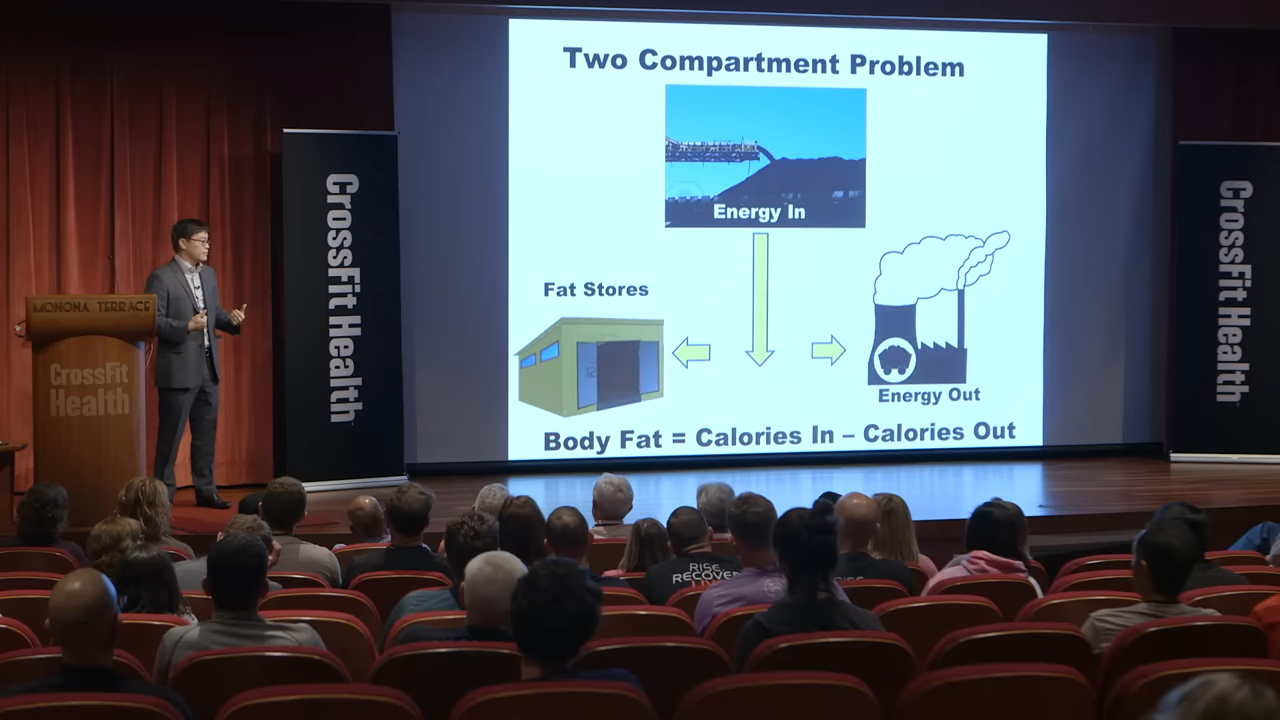 Two Compartment Problem
Energy In
Fat Stores
Energy Out
Body Fat = Calories In – Calories Out
CrossFit Health
CrossFit Health
MONONA TERRACE
CrossFit
Health
RISE
RECOVER